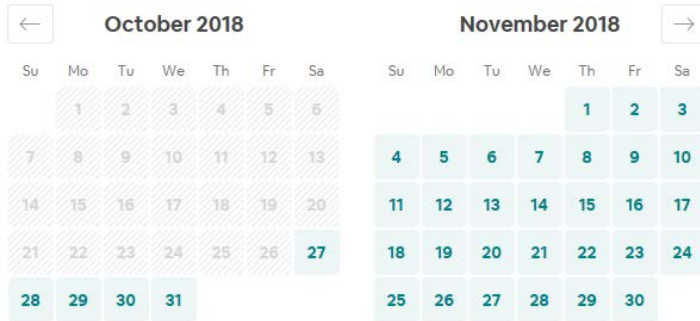 ← October 2018
Su Mo Tu We Th Fr Sa
1 2 3 4 5 6
7 8 9 10 11 12 13
14 15 16 17 18 19 20
21 22 23 24 25 26 27
28 29 30 31
November 2018 →
Su Mo Tu We Th Fr Sa
1 2 3
4 5 6 7 8 9 10
11 12 13 14 15 16 17
18 19 20 21 22 23 24
25 26 27 28 29 30